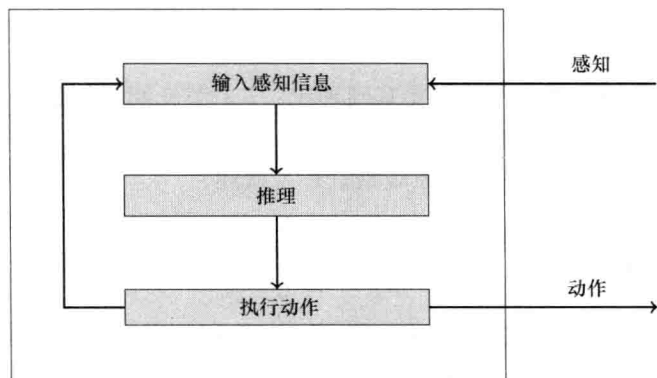 感知
输入感知信息
推理
动作
执行动作